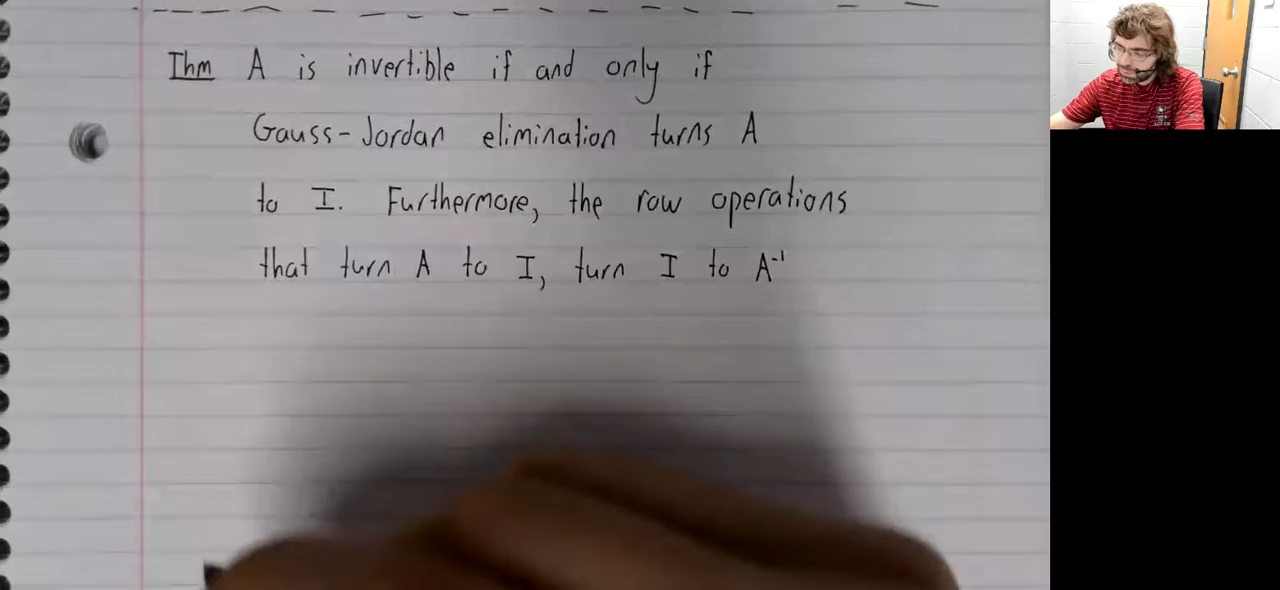 Thm A is invertible if and only if
Gauss-Jordan elimination turns A
to I. Furthermore, the row operations
that turn A to I, turn I to A⁻¹